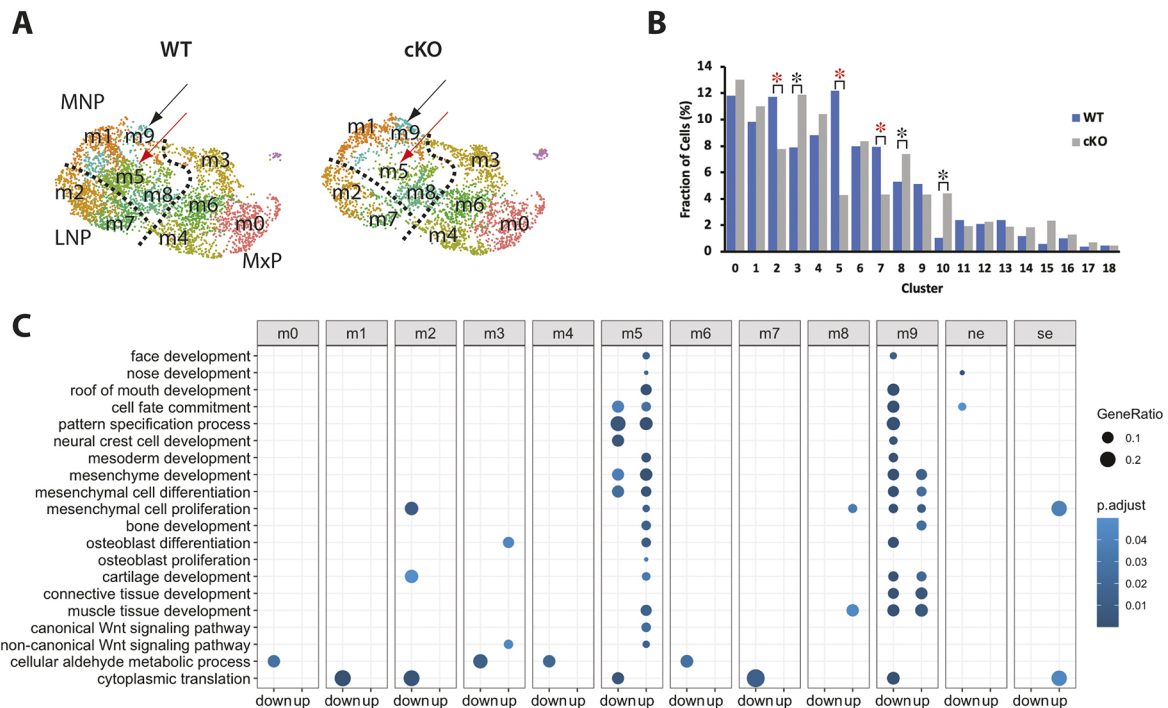 A
WT
cKO
MNP
m1
m9
m3
m5
m2
m8
m6
m7
m0
LNP
m4
MxP
m1
m9
m3
m5
m2
m8
m6
m7
m0
m4
B
Fraction of Cells (%)
14
12
10
8
6
4
2
0
* * * * * *
WT
cKO
0 1 2 3 4 5 6 7 8 9 10 11 12 13 14 15 16 17 18
Cluster
C
m0 m1 m2 m3 m4 m5 m6 m7 m8 m9 ne se
face development
nose development
roof of mouth development
cell fate commitment
pattern specification process
neural crest cell development
mesoderm development
mesenchyme development
mesenchymal cell differentiation
mesenchymal cell proliferation
bone development
osteoblast differentiation
osteoblast proliferation
cartilage development
connective tissue development
muscle tissue development
canonical Wnt signaling pathway
non-canonical Wnt signaling pathway
cellular aldehyde metabolic process
cytoplasmic translation
down up down up down up down up down up down up down up down up down up down up down up down up
GeneRatio
0.1
0.2
p.adjust
0.04
0.03
0.02
0.01